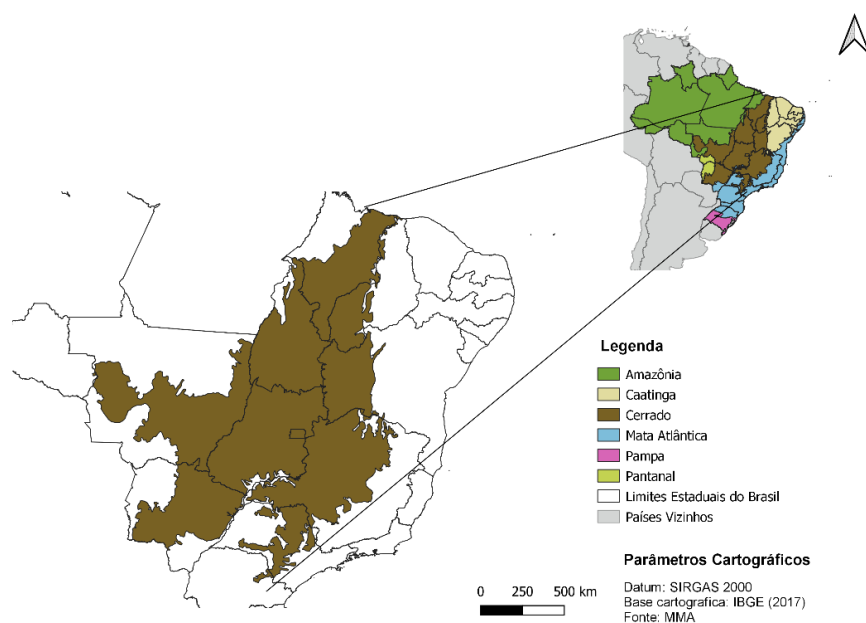 Legenda
Amazônia
Caatinga
Cerrado
Mata Atlântica
Pampa
Pantanal
Limites Estaduais do Brasil
Países Vizinhos
Parâmetros Cartográficos
Datum: SIRGAS 2000
Base cartografica: IBGE (2017)
Fonte: MMA
0 250 500 km